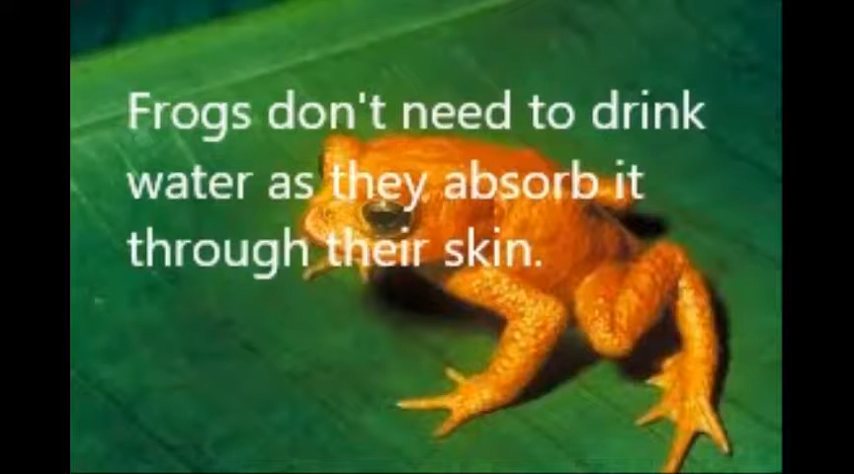 Frogs don't need to drink
water as they absorb it
through their skin.